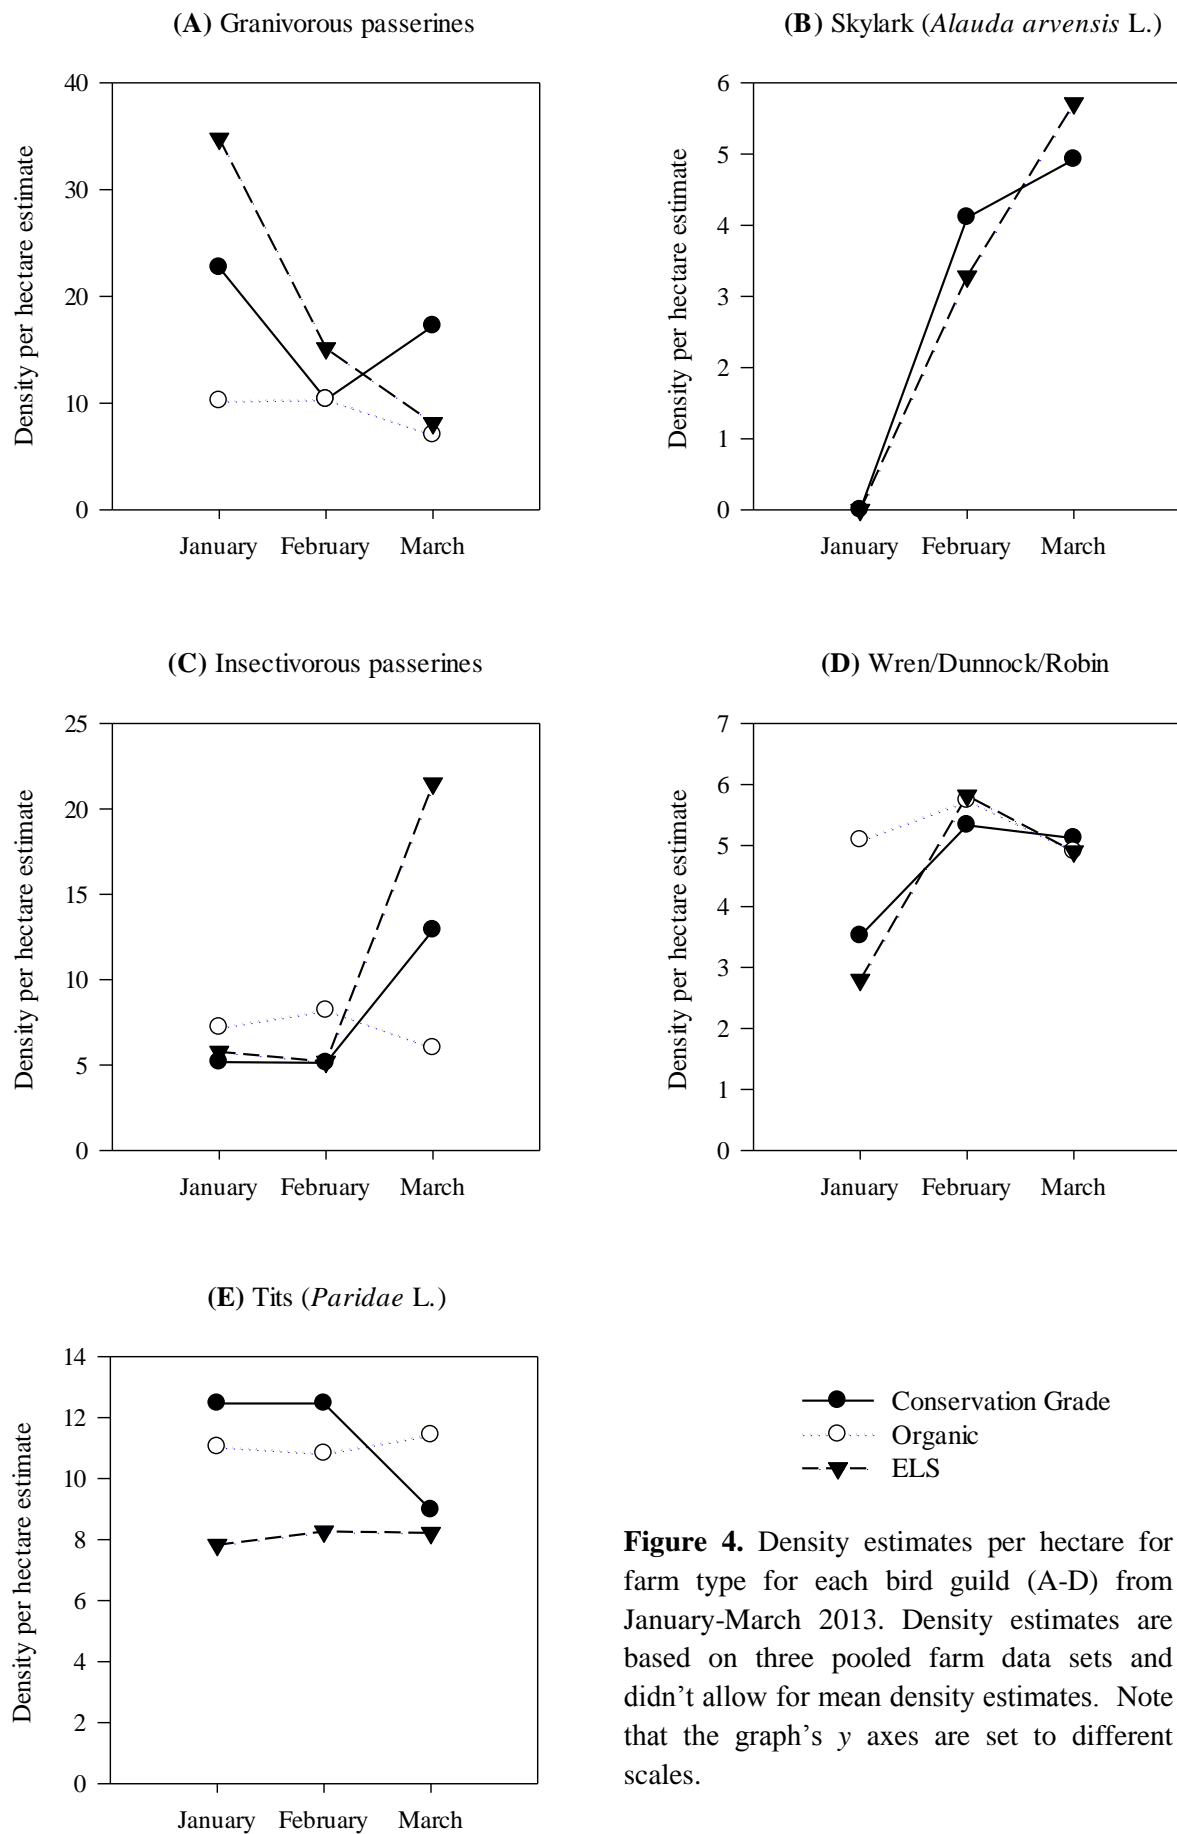 (A) Granivorous passerines
Density per hectare estimate
40
30
20
10
0
January February March
(B) Skylark (Alauda arvensis L.)
Density per hectare estimate
6
5
4
3
2
1
0
January February March
(C) Insectivorous passerines
Density per hectare estimate
25
20
15
10
5
0
January February March
(D) Wren/Dunnock/Robin
Density per hectare estimate
7
6
5
4
3
2
1
0
January February March
(E) Tits (Paridae L.)
Density per hectare estimate
14
12
10
8
6
4
2
0
January February March
Conservation Grade
Organic
ELS
Figure 4. Density estimates per hectare for
farm type for each bird guild (A-D) from
January-March 2013. Density estimates are
based on three pooled farm data sets and
didn't allow for mean density estimates. Note
that the graph's y axes are set to different
scales.